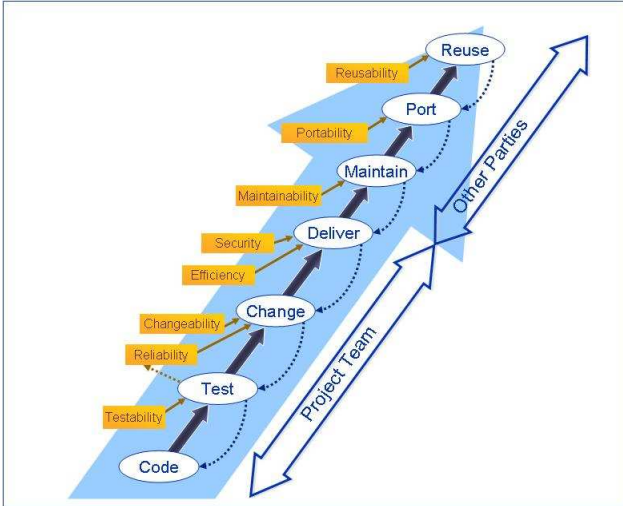 Reuse
Reusability
Port
Portability
Maintain
Maintainability
Deliver
Security
Efficiency
Change
Changeability
Reliability
Test
Testability
Code
Other Parties
Project Team